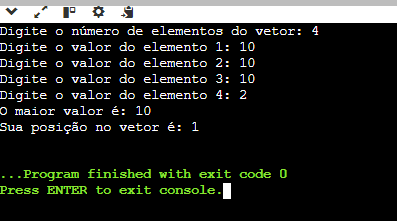 Digite o número de elementos do vetor: 4
Digite o valor do elemento 1: 10
Digite o valor do elemento 2: 10
Digite o valor do elemento 3: 10
Digite o valor do elemento 4: 2
O maior valor é: 10
Sua posição no vetor é: 1
...Program finished with exit code 0
Press ENTER to exit console.